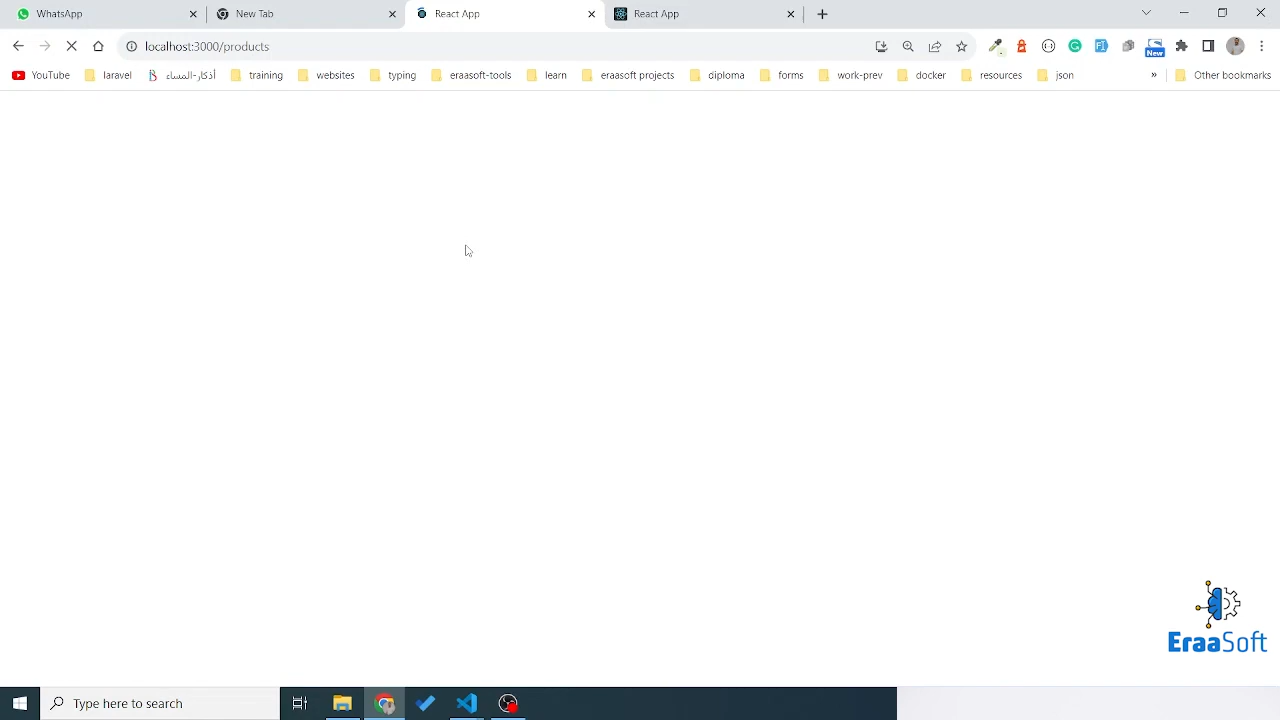 WhatsApp
New Tab
React App
React App
localhost:3000/products
New
YouTube
laravel
أذكار-المساء
training
websites
typing
eraasoft-tools
learn
eraasoft projects
diploma
forms
work-prev
docker
resources
json
»
Other bookmarks
EraaSoft
Type here to search